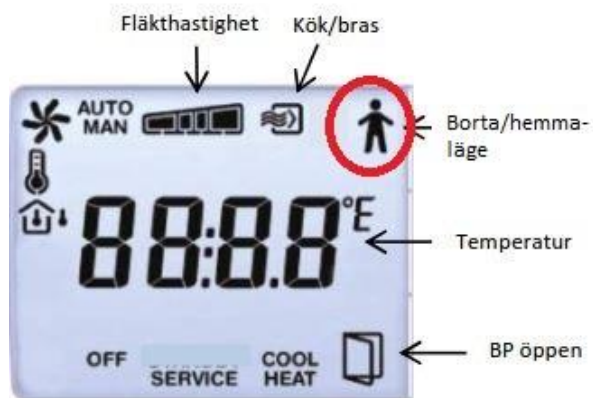 Fläkthastighet Kök/bras
AUTO
MAN
Borta/hemma-
läge
88:8.8°E
Temperatur
BP öppen
OFF COOL
SERVICE HEAT